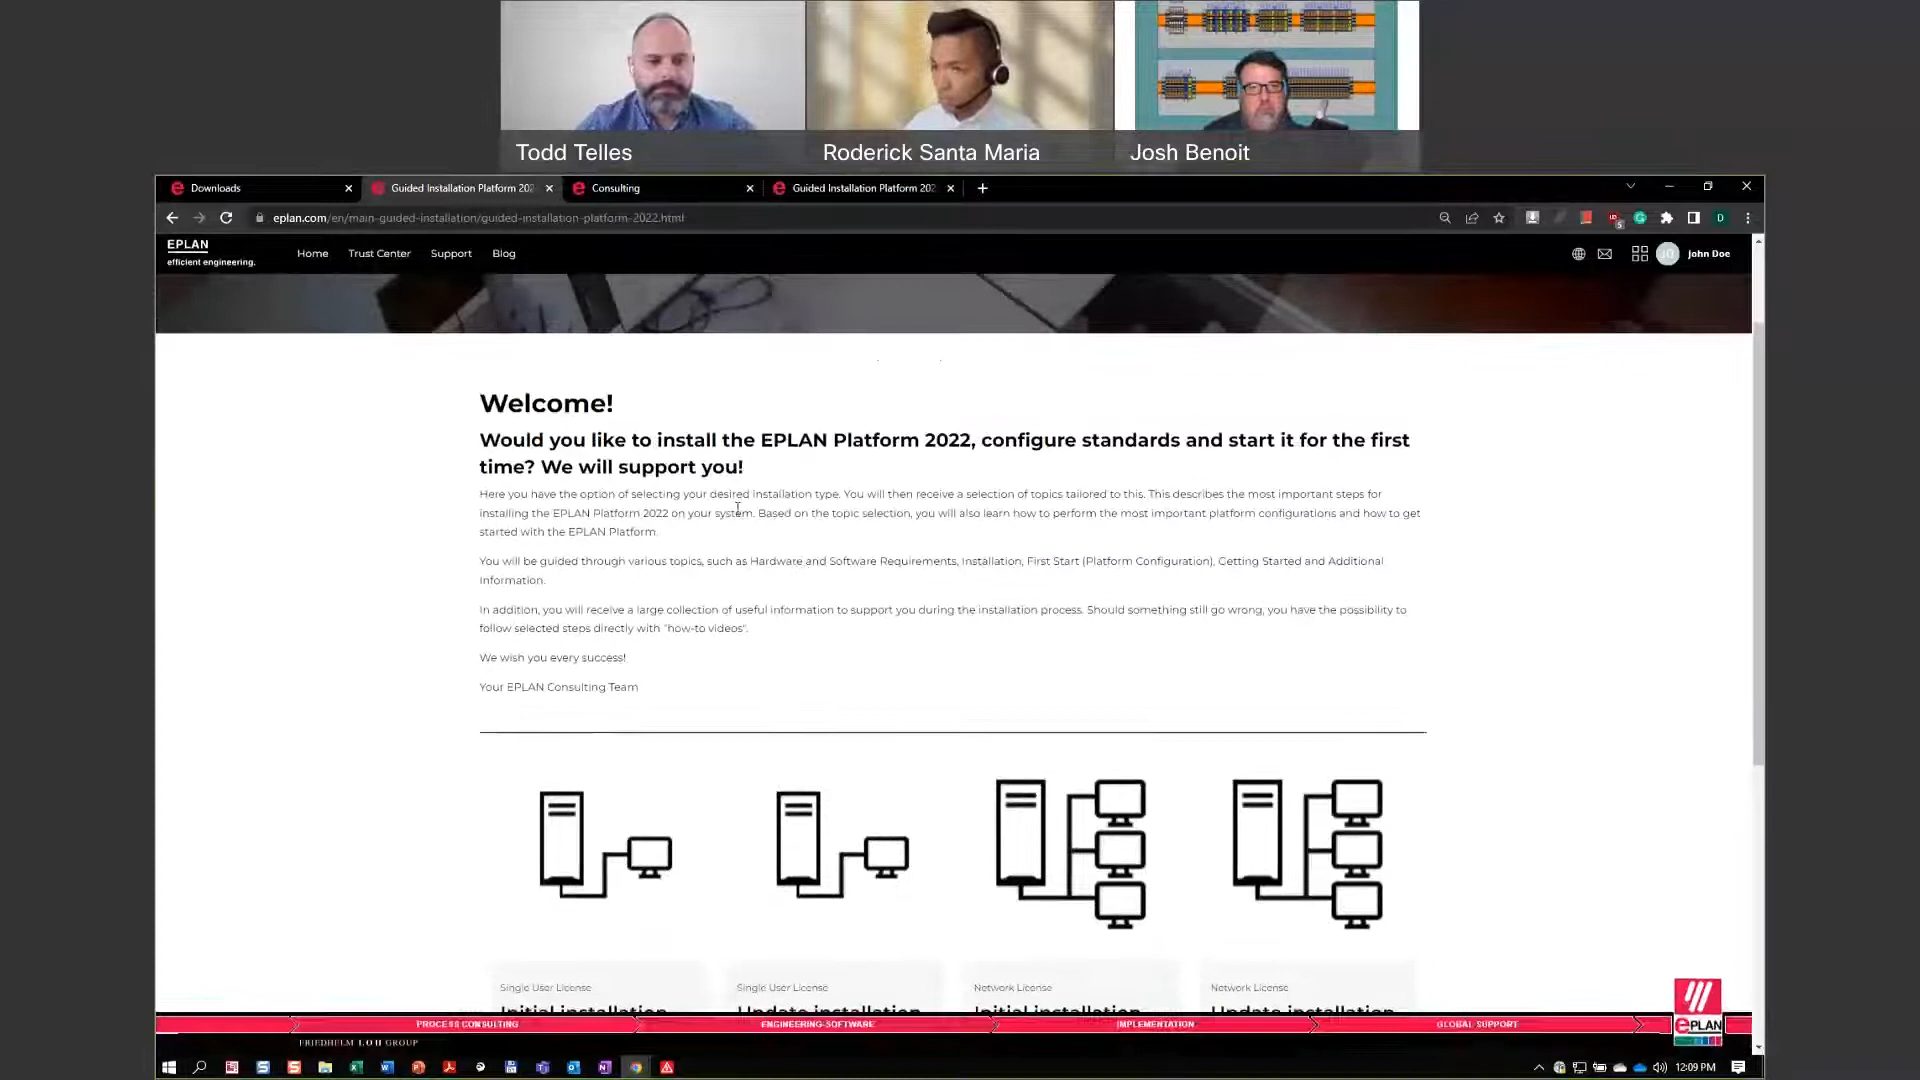 Todd Telles
Roderick Santa Maria
Josh Benoit
Downloads
Guided Installation Platform 202
Consulting
Guided Installation Platform 202
eplan.com/en/main-guided-installation/guided-installation-platform-2022.html
D
EPLAN
efficient engineering.
Home
Trust Center
Support
Blog
John Doe
Welcome!
Would you like to install the EPLAN Platform 2022, configure standards and start it for the first
time? We will support you!
Here you have the option of selecting your desired installation type. You will then receive a selection of topics tailored to this. This describes the most important steps for
installing the EPLAN Platform 2022 on your system. Based on the topic selection, you will also learn how to perform the most important platform configurations and how to get
started with the EPLAN Platform.
You will be guided through various topics, such as Hardware and Software Requirements, Installation, First Start (Platform Configuration), Getting Started and Additional
Information.
In addition, you will receive a large collection of useful information to support you during the installation process. Should something still go wrong, you have the possibility to
follow selected steps directly with "how-to videos".
We wish you every success!
Your EPLAN Consulting Team
Single User License
Initial installation
Single User License
Update installation
Network License
Initial installation
Network License
Update installation
PROCESS CONSULTING
ENGINEERING-SOFTWARE
IMPLEMENTATION
GLOBAL SUPPORT
ePLAN
FRIEDHELM LOH GROUP
12:09 PM